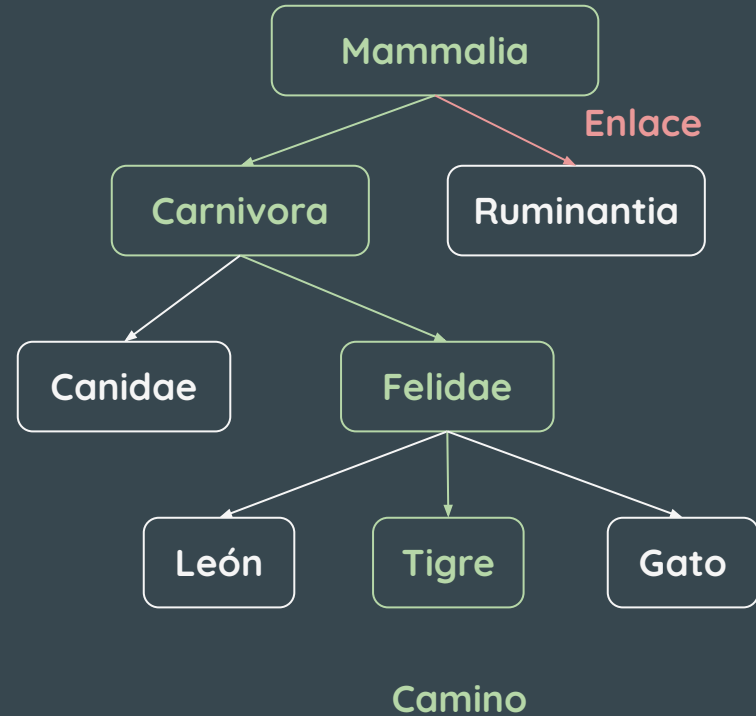 Mammalia
Enlace
Carnivora
Ruminantia
Canidae
Felidae
León
Tigre
Gato
Camino